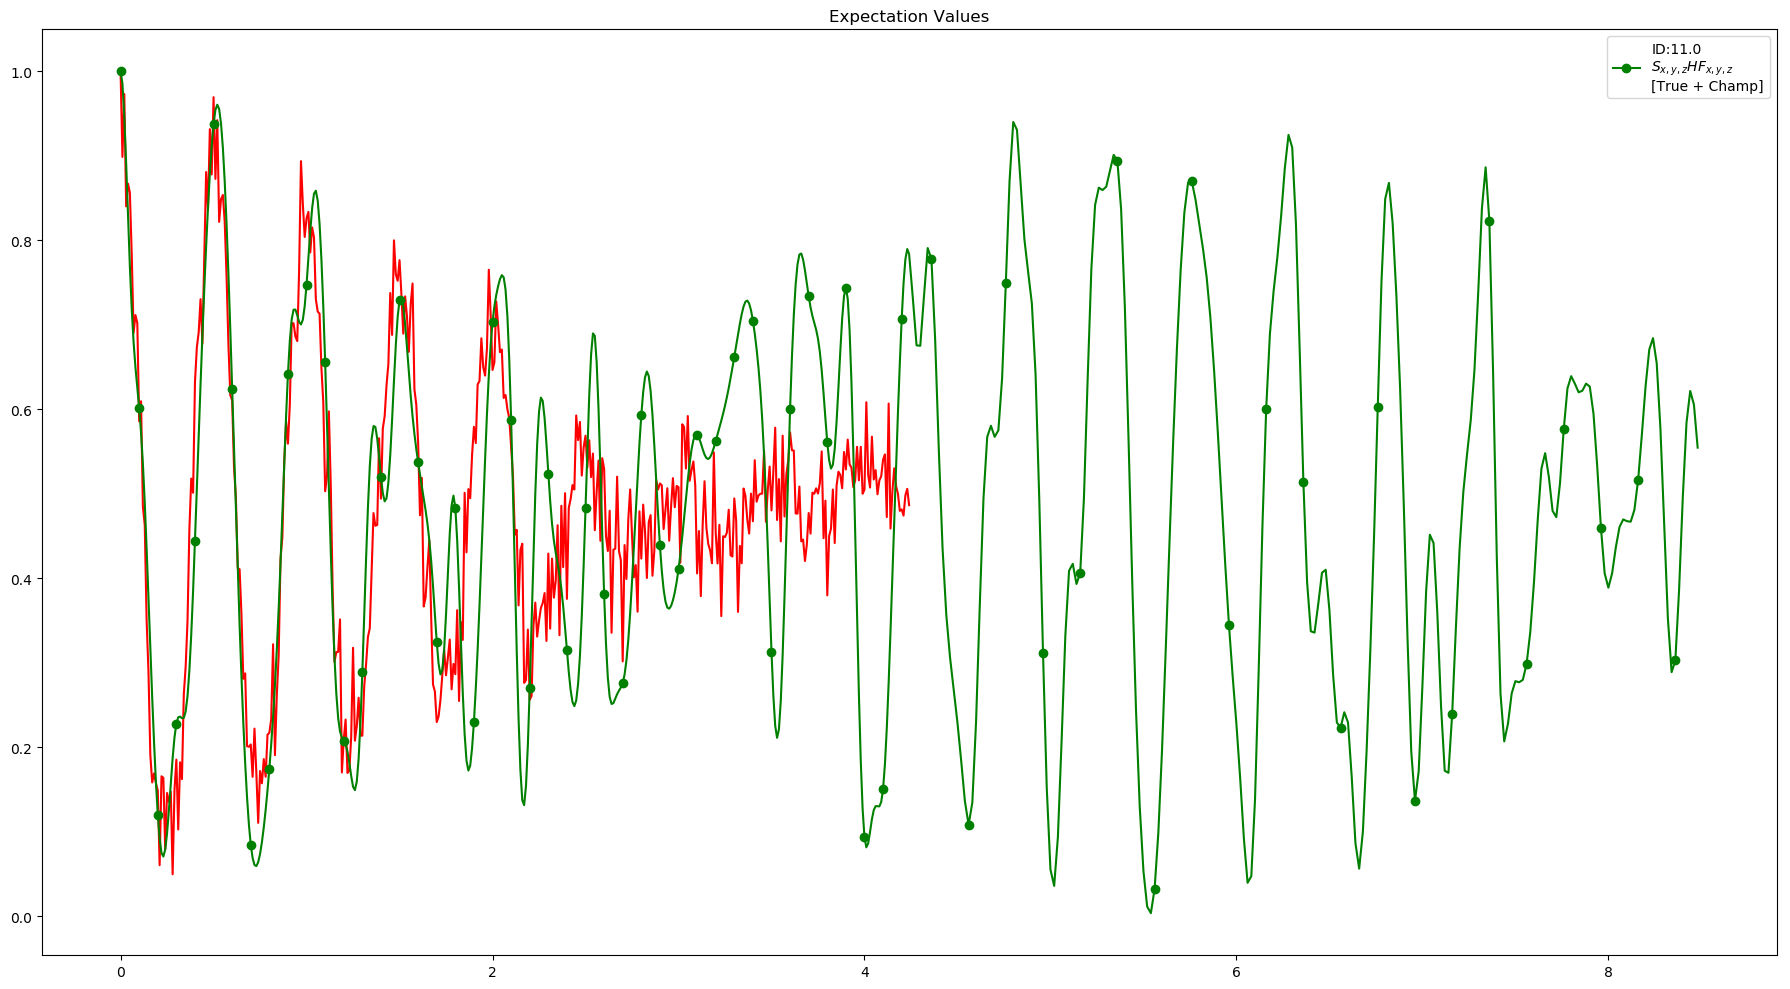 Expectation Values
ID:11.0
S_{x,y,z}HF_{x,y,z}
[True + Champ]
1.0
0.8
0.6
0.4
0.2
0.0
0 2 4 6 8